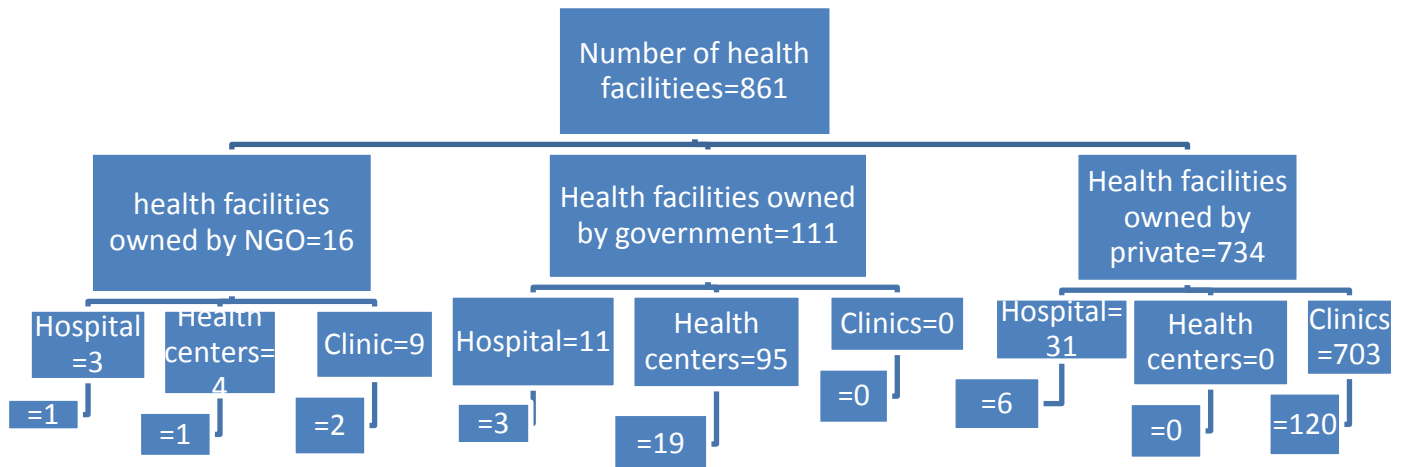 Number of health
facilitiees=861
health facilities
owned by NGO=16
Health facilities owned
by government=111
Health facilities
owned by
private=734
Hospital
=3
Health
centers=
4
Clinic=9
Hospital=11
Health
centers=95
Clinics=0
Hospital=
31
Health
centers=0
Clinics
=703
=1
=1
=2
=3
=19
=0
=6
=0
=120